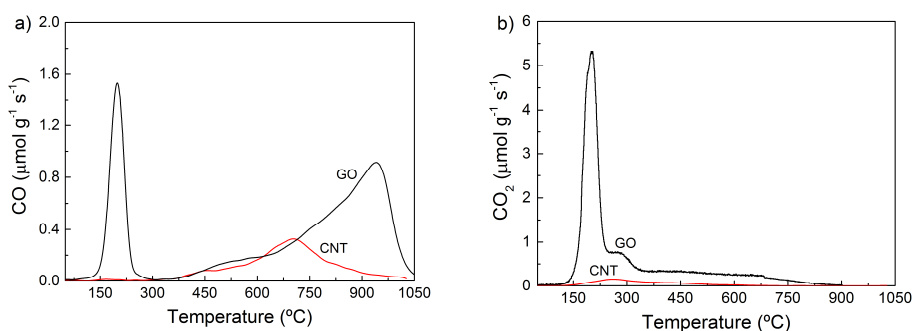 a)
2.0
1.6
1.2
0.8
0.4
0.0
CO (μmol g⁻¹ s⁻¹)
GO
CNT
150 300 450 600 750 900 1050
Temperature (ºC)
b)
6
5
4
3
2
1
0
CO₂ (μmol g⁻¹ s⁻¹)
GO
CNT
150 300 450 600 750 900 1050
Temperature (ºC)